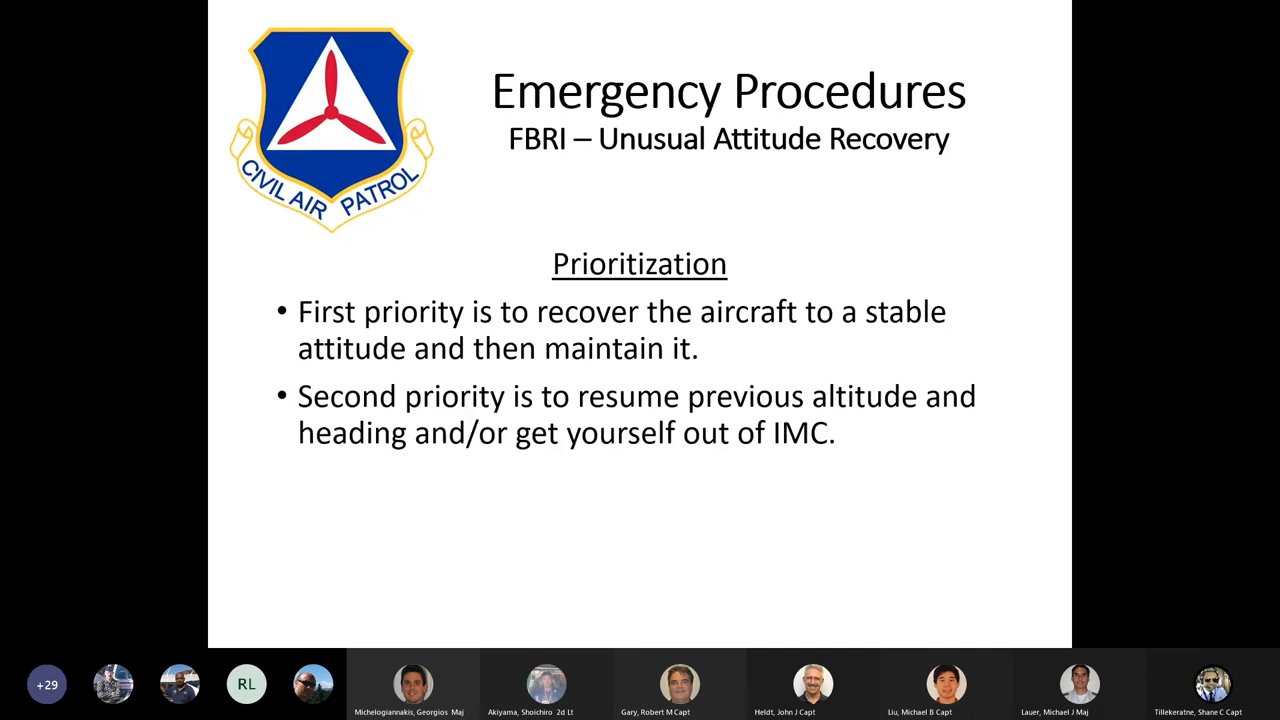 Emergency Procedures
FBRI – Unusual Attitude Recovery
CIVIL AIR PATROL
Prioritization
• First priority is to recover the aircraft to a stable
attitude and then maintain it.
• Second priority is to resume previous altitude and
heading and/or get yourself out of IMC.
+29
RL
Michelogiannakis, Georgios Maj
Akiyama, Shoichiro 2d Lt
Gary, Robert M Capt
Heldt, John J Capt
Liu, Michael B Capt
Lauer, Michael J Maj
Tillekeratne, Shane C Capt